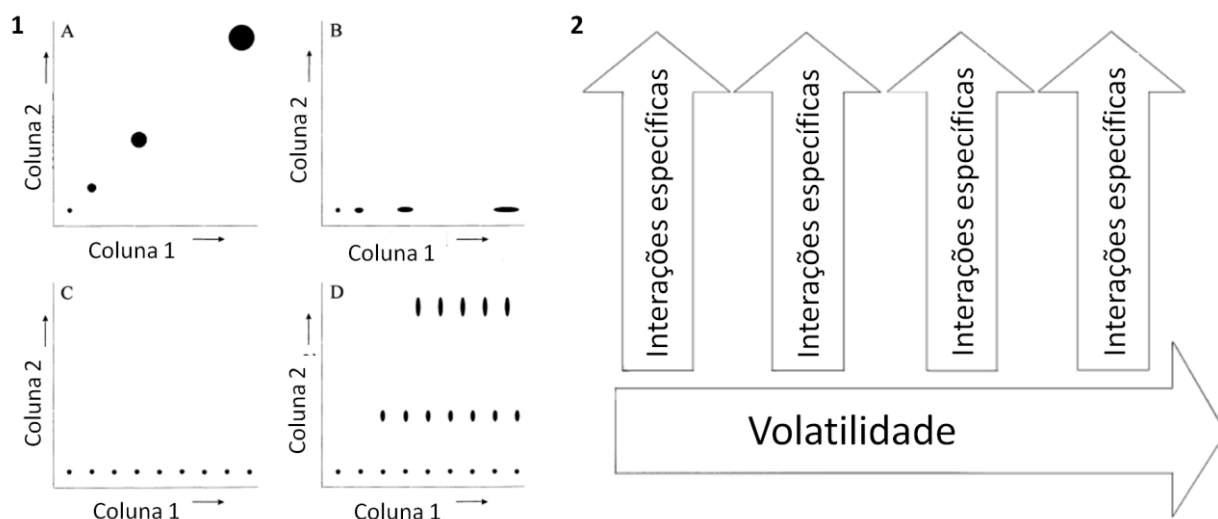 1
A
Coluna 2
Coluna 1
B
Coluna 2
Coluna 1
C
Coluna 2
Coluna 1
D
Coluna 2
Coluna 1
2
Interações específicas
Interações específicas
Interações específicas
Interações específicas
Volatilidade